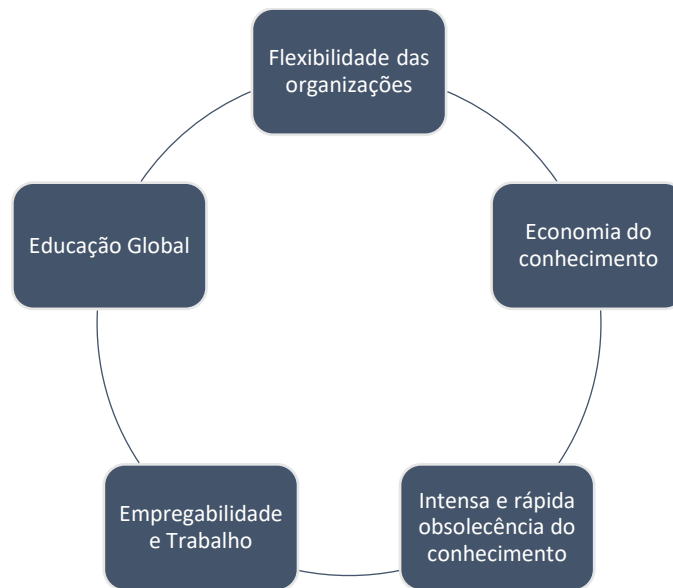 Flexibilidade das
organizações
Economia do
conhecimento
Intensa e rápida
obsolecência do
conhecimento
Empregabilidade
e Trabalho
Educação Global